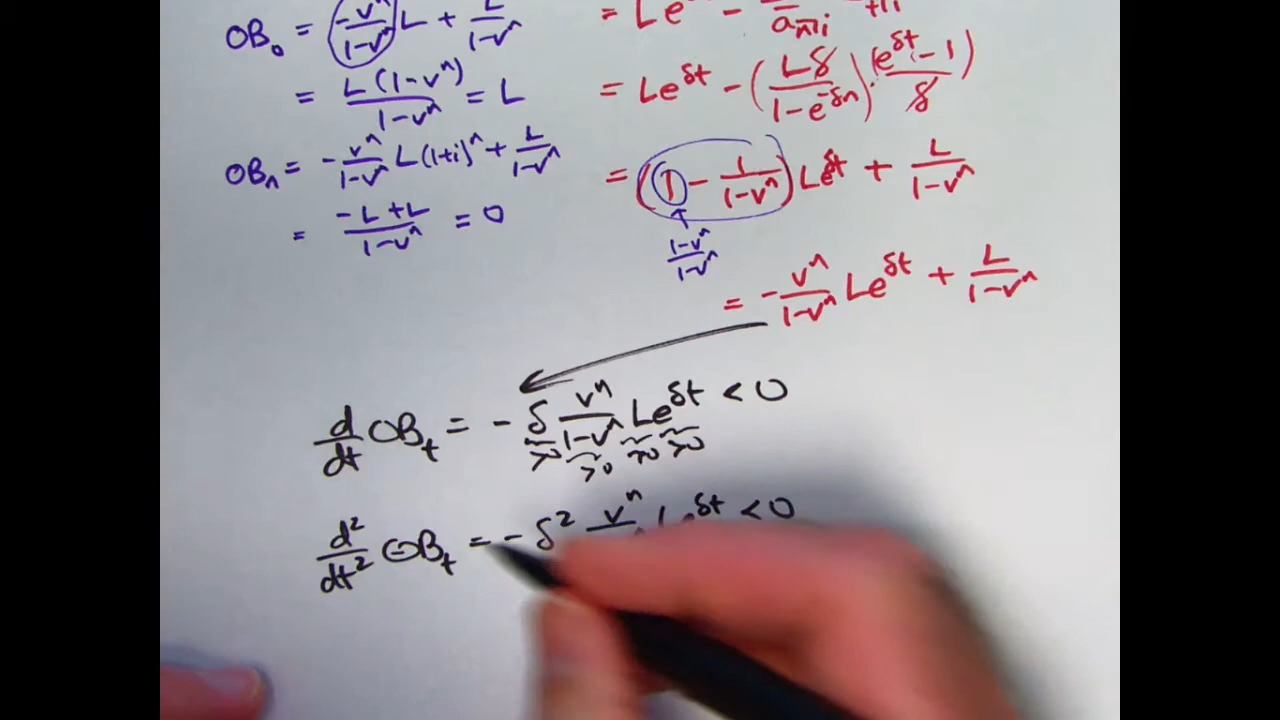 OB₀ = -vⁿ/1-vⁿ L + L/1-vⁿ
= L(1-vⁿ)/1-vⁿ = L
OBₙ = -vⁿ/1-vⁿ L(1+i)ⁿ + L/1-vⁿ
= -L+L/1-vⁿ = 0
= Le^δt - (Lδ/1-e^-δn)(e^δt-1)/δ
= (1 - 1/1-vⁿ)Le^δt + L/1-vⁿ
↑
1-vⁿ/1-vⁿ
= -vⁿ/1-vⁿ Le^δt + L/1-vⁿ
d/dt OBₜ = -δ vⁿ/1-vⁿ Le^δt < 0
>0 >0 >0 >0
d²/dt² OBₜ = -δ² vⁿ δt < 0